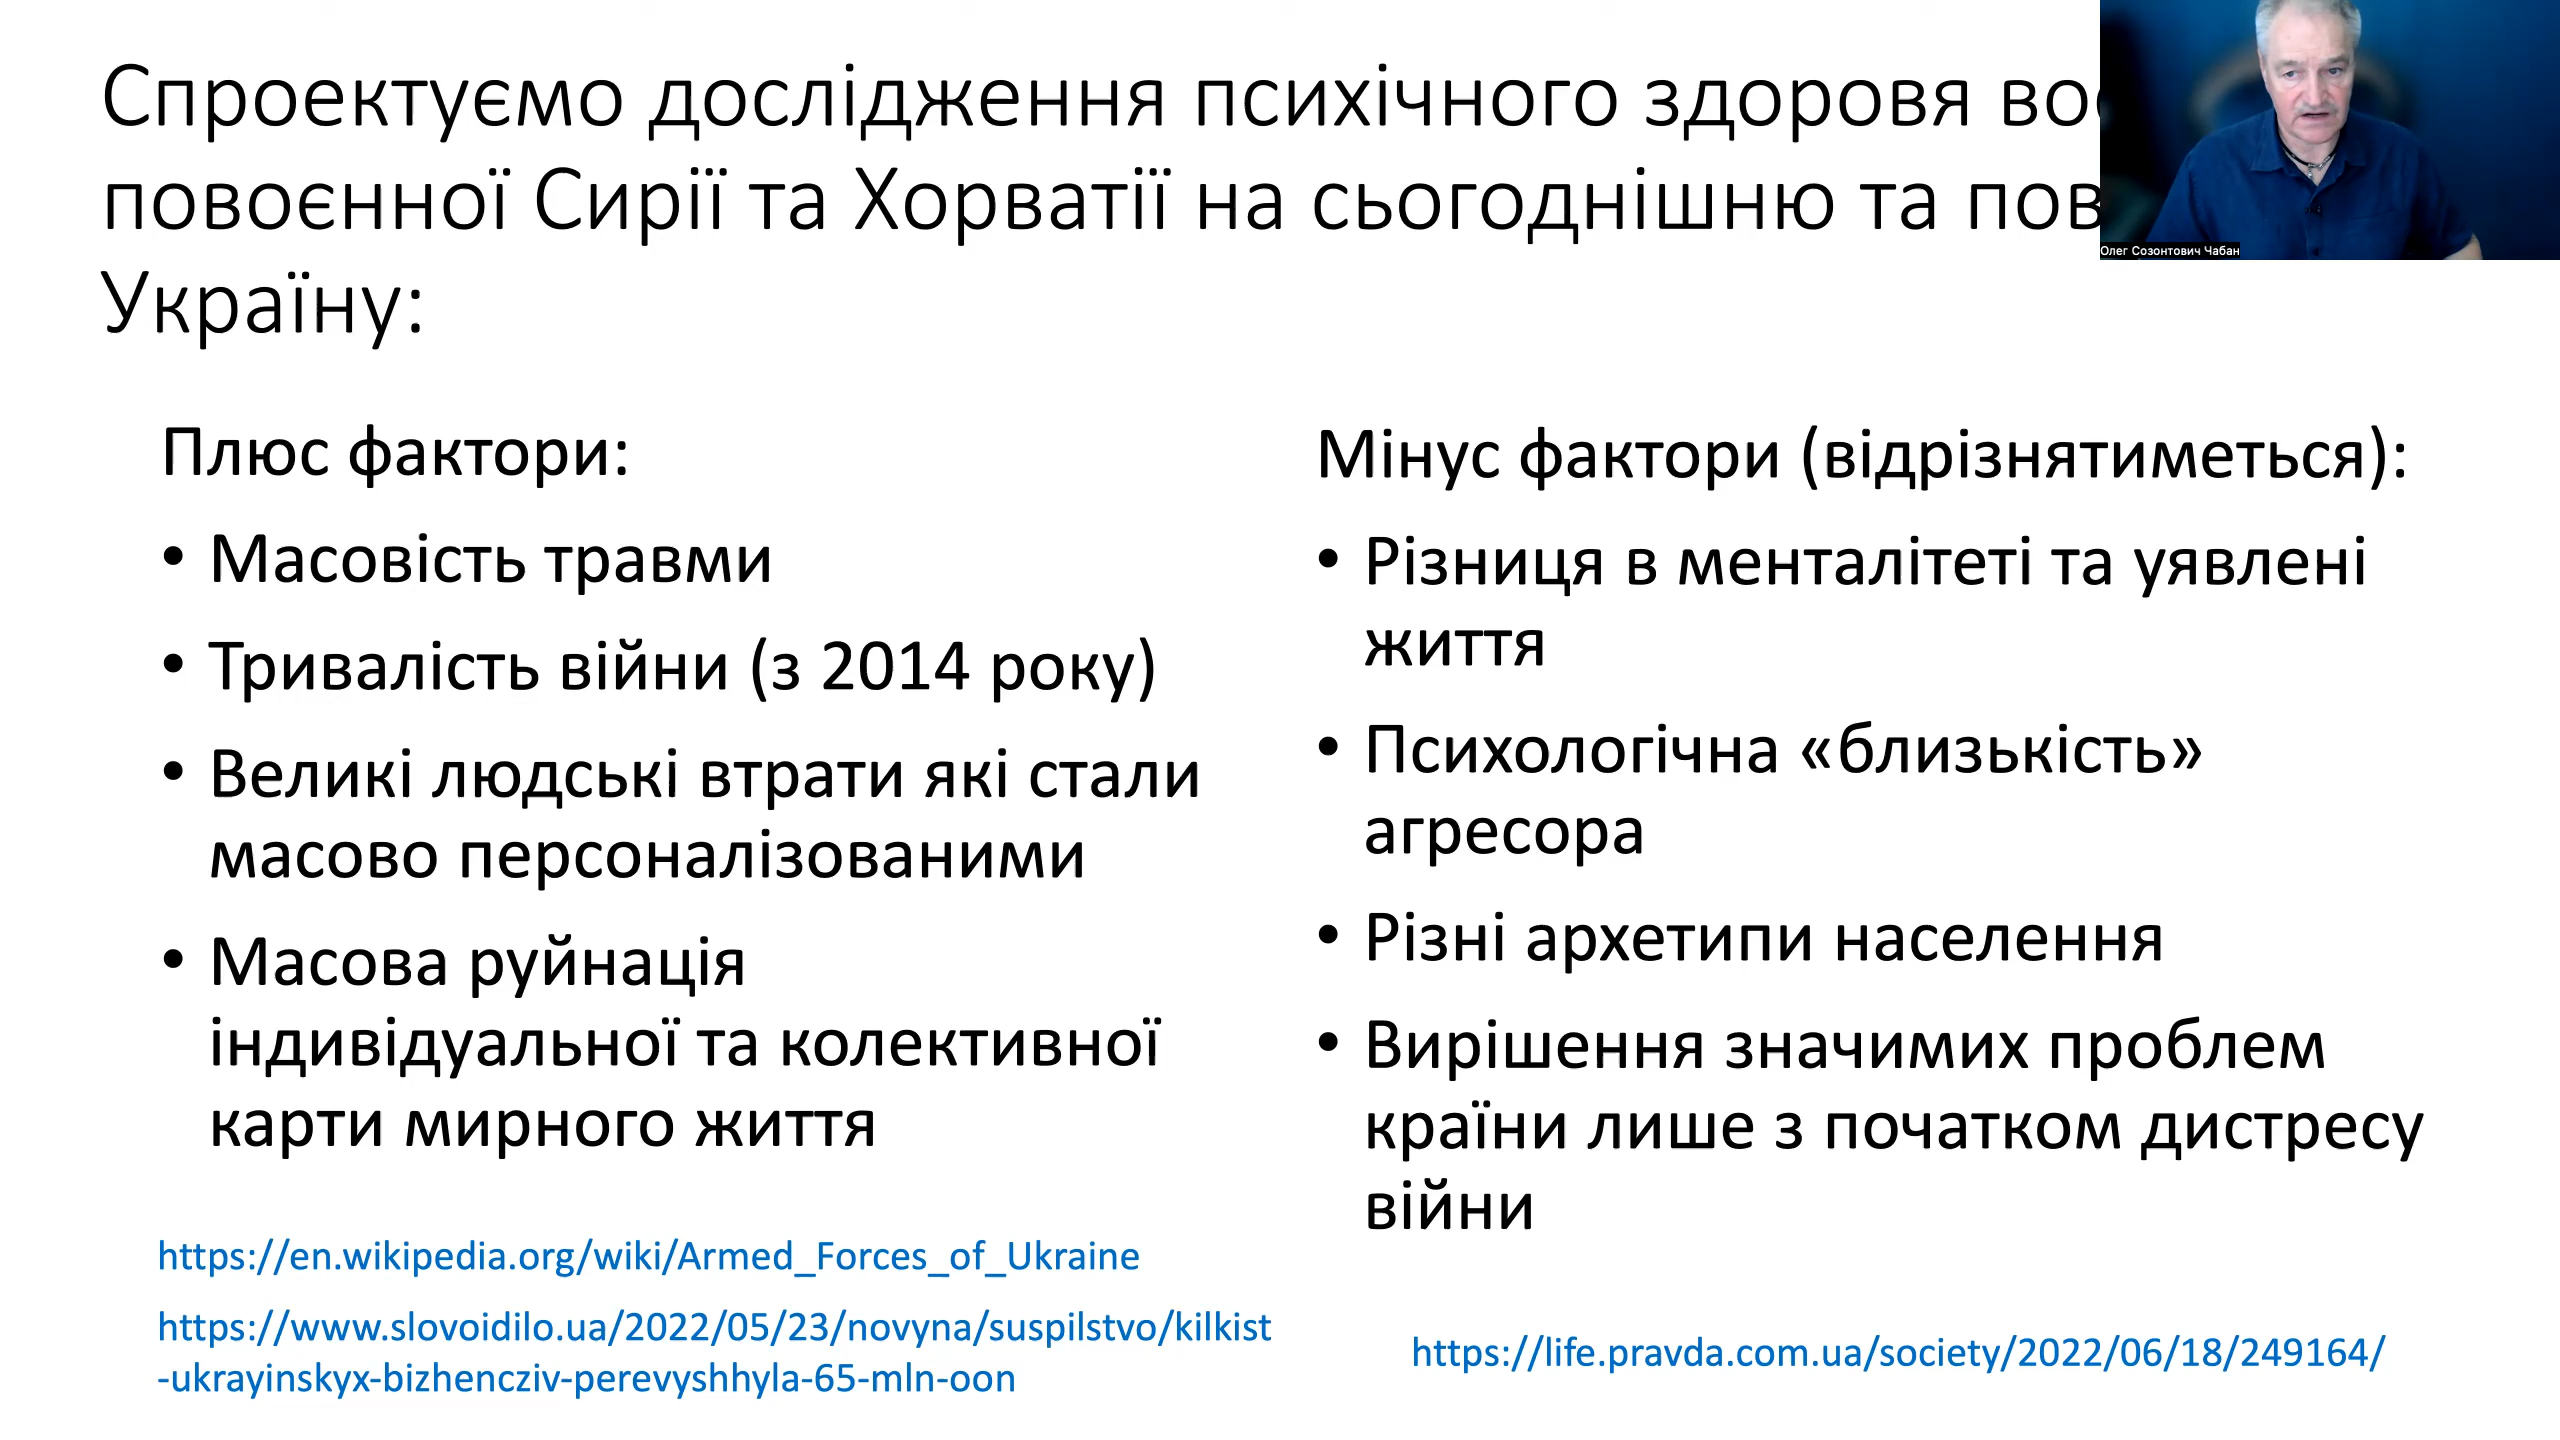 Спроектуємо дослідження психічного здоровя
повоєнної Сирії та Хорватії на сьогоднішню та
Україну:
Олег Созонтович Чабан
Плюс фактори:
• Масовість травми
• Тривалість війни (з 2014 року)
• Великі людські втрати які стали
масово персоналізованими
• Масова руйнація
індивідуальної та колективної
карти мирного життя
https://en.wikipedia.org/wiki/Armed_Forces_of_Ukraine
https://www.slovoidilo.ua/2022/05/23/novyna/suspilstvo/kilkist
-ukrayinskyx-bizhencziv-perevyshhyla-65-mln-oon
Мінус фактори (відрізнятиметься):
• Різниця в менталітеті та уявлені
життя
• Психологічна «близькість»
агресора
• Різні архетипи населення
• Вирішення значимих проблем
країни лише з початком дистресу
війни
https://life.pravda.com.ua/society/2022/06/18/249164/